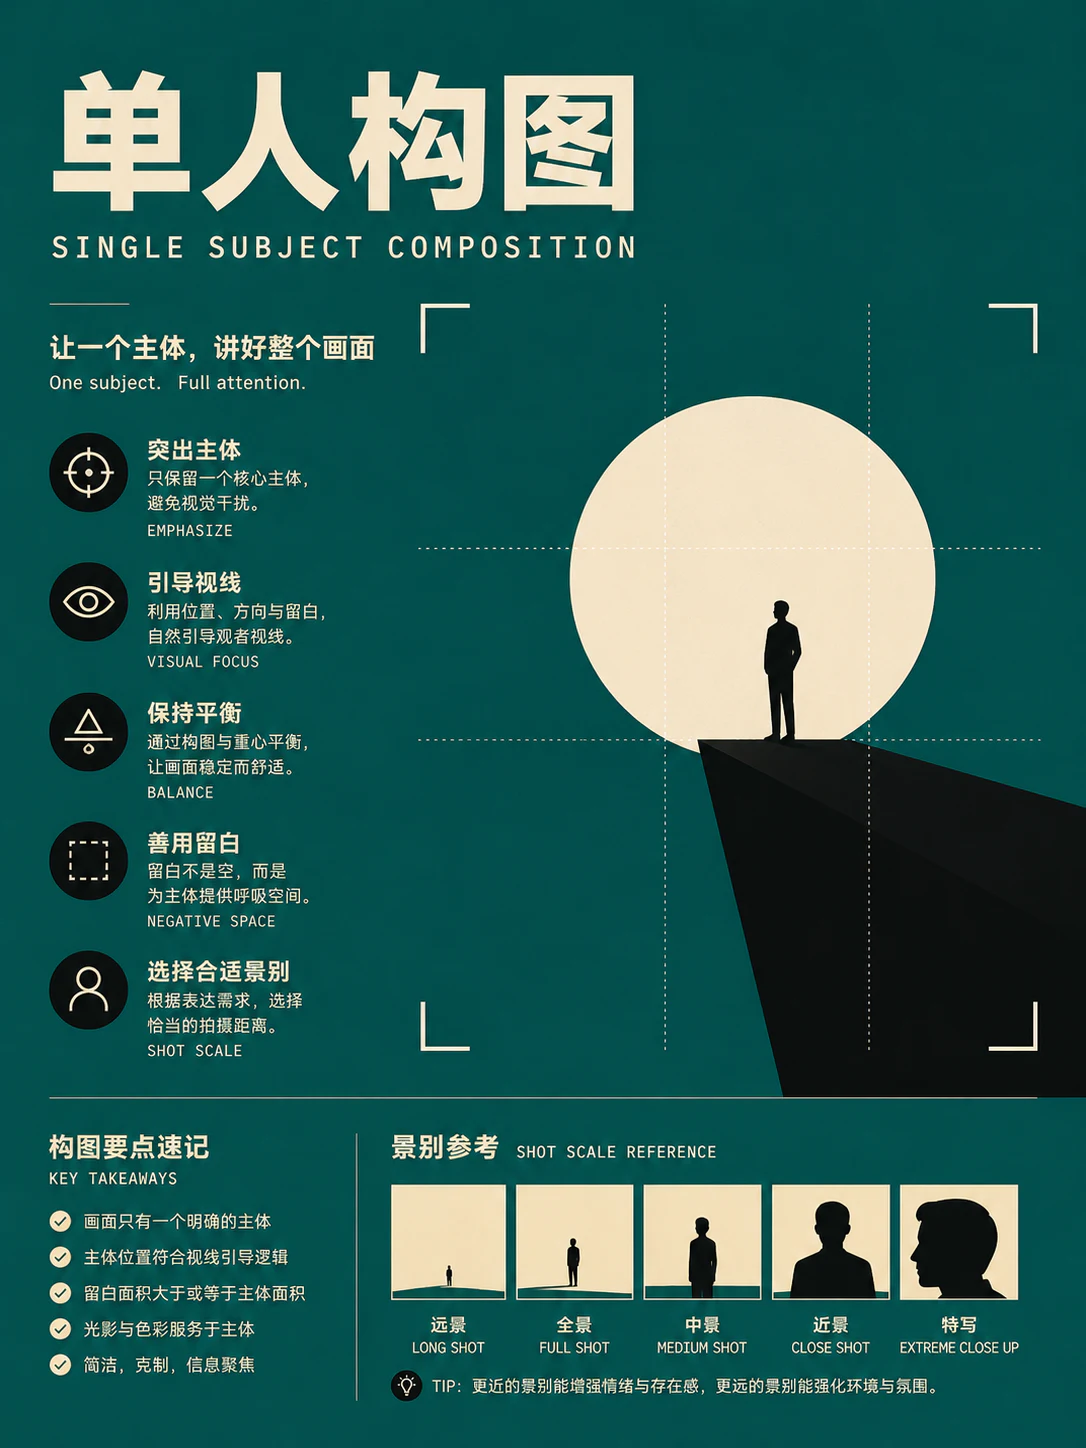 单人构图
SINGLE SUBJECT COMPOSITION
让一个主体，讲好整个画面
One subject. Full attention.
突出主体
只保留一个核心主体，
避免视觉干扰。
EMPHASIZE
引导视线
利用位置、方向与留白，
自然引导观者视线。
VISUAL FOCUS
保持平衡
通过构图与重心平衡，
让画面稳定而舒适。
BALANCE
善用留白
留白不是空，而是
为主体提供呼吸空间。
NEGATIVE SPACE
选择合适景别
根据表达需求，选择
恰当的拍摄距离。
SHOT SCALE
构图要点速记
KEY TAKEAWAYS
画面只有一个明确的主体
主体位置符合视线引导逻辑
留白面积大于或等于主体面积
光影与色彩服务于主体
简洁，克制，信息聚焦
景别参考 SHOT SCALE REFERENCE
远景
LONG SHOT
全景
FULL SHOT
中景
MEDIUM SHOT
近景
CLOSE SHOT
特写
EXTREME CLOSE UP
TIP：更近的景别能增强情绪与存在感，更远的景别能强化环境与氛围。